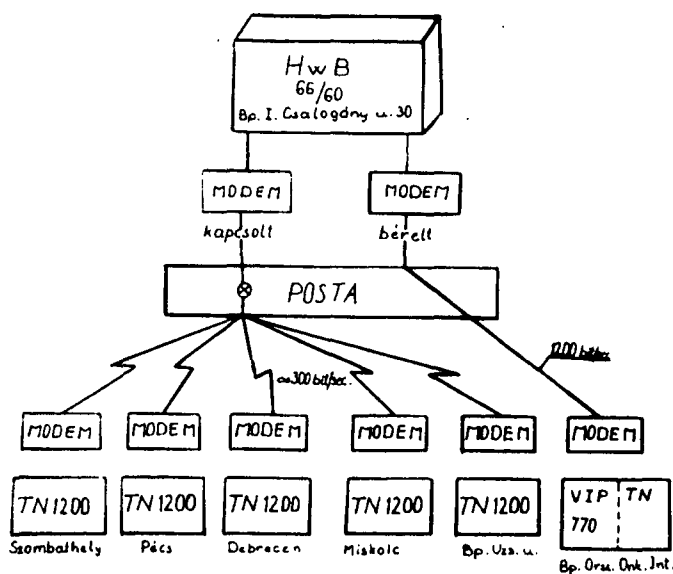 HwB
66/60
Bp. I. Csalogány u. 30
MODEM MODEM
kapcsolt bérelt
POSTA
1200 bit/sec
∞300 bit/sec.
MODEM MODEM MODEM MODEM MODEM MODEM
TN 1200 TN 1200 TN 1200 TN 1200 TN 1200 VIP TN
770
Szombathely Pécs Debrecen Miskolc Bp. Uzs. u. Bp. Orsz. Onk. Int.